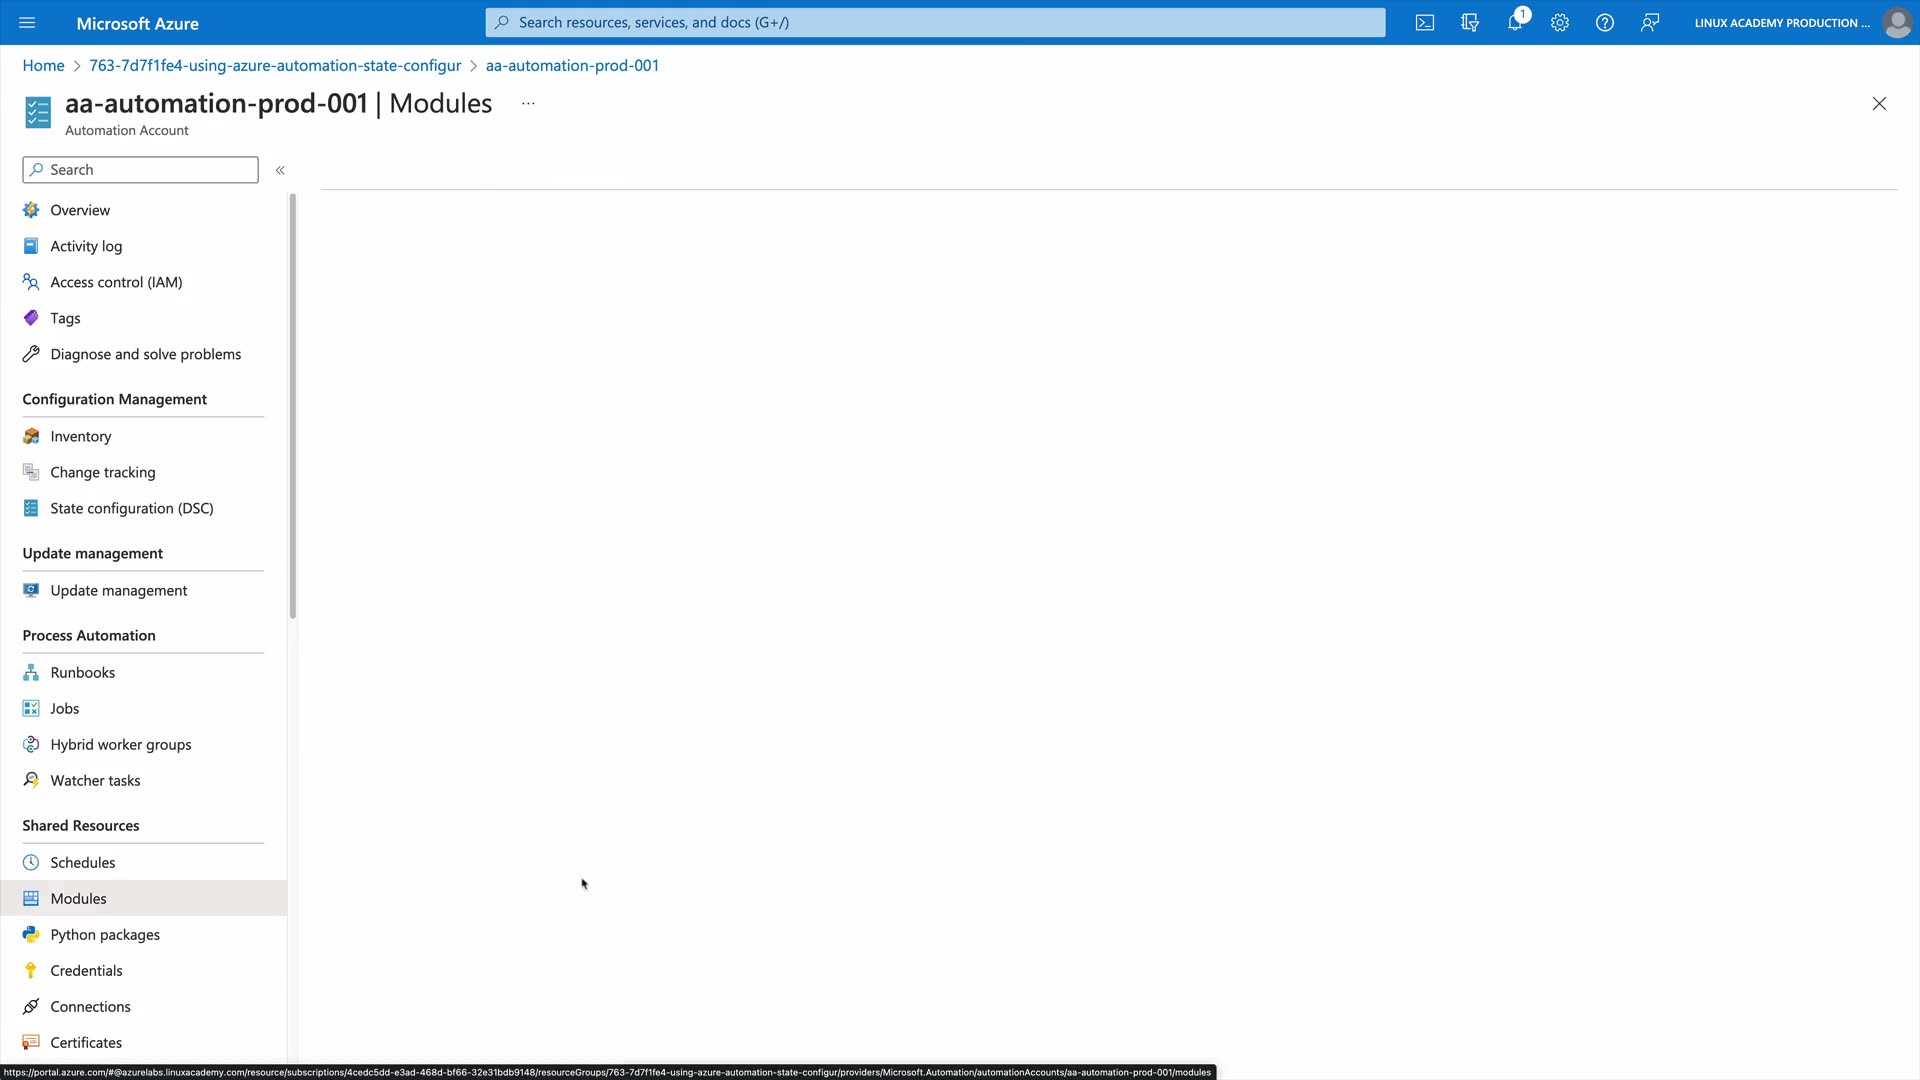 Microsoft Azure
Search resources, services, and docs (G+/)
1
LINUX ACADEMY PRODUCTION ...
Home > 763-7d7f1fe4-using-azure-automation-state-configur > aa-automation-prod-001
aa-automation-prod-001 | Modules ...
Automation Account
Search
«
Overview
Activity log
Access control (IAM)
Tags
Diagnose and solve problems
Configuration Management
Inventory
Change tracking
State configuration (DSC)
Update management
Update management
Process Automation
Runbooks
Jobs
Hybrid worker groups
Watcher tasks
Shared Resources
Schedules
Modules
Python packages
Credentials
Connections
Certificates
https://portal.azure.com/#@azurelabs.linuxacademy.com/resource/subscriptions/4cedc5dd-e3ad-468d-bf66-32e31bdb9148/resourceGroups/763-7d7f1fe4-using-azure-automation-state-configur/providers/Microsoft.Automation/automationAccounts/aa-automation-prod-001/modules